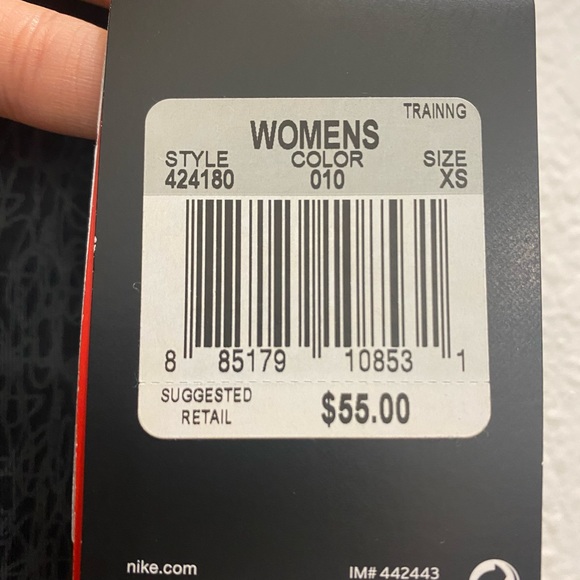 TRAINNG
WOMENS
STYLE COLOR SIZE
424180 010 XS
8 85179 10853 1
SUGGESTED
RETAIL
$55.00
nike.com IM# 442443